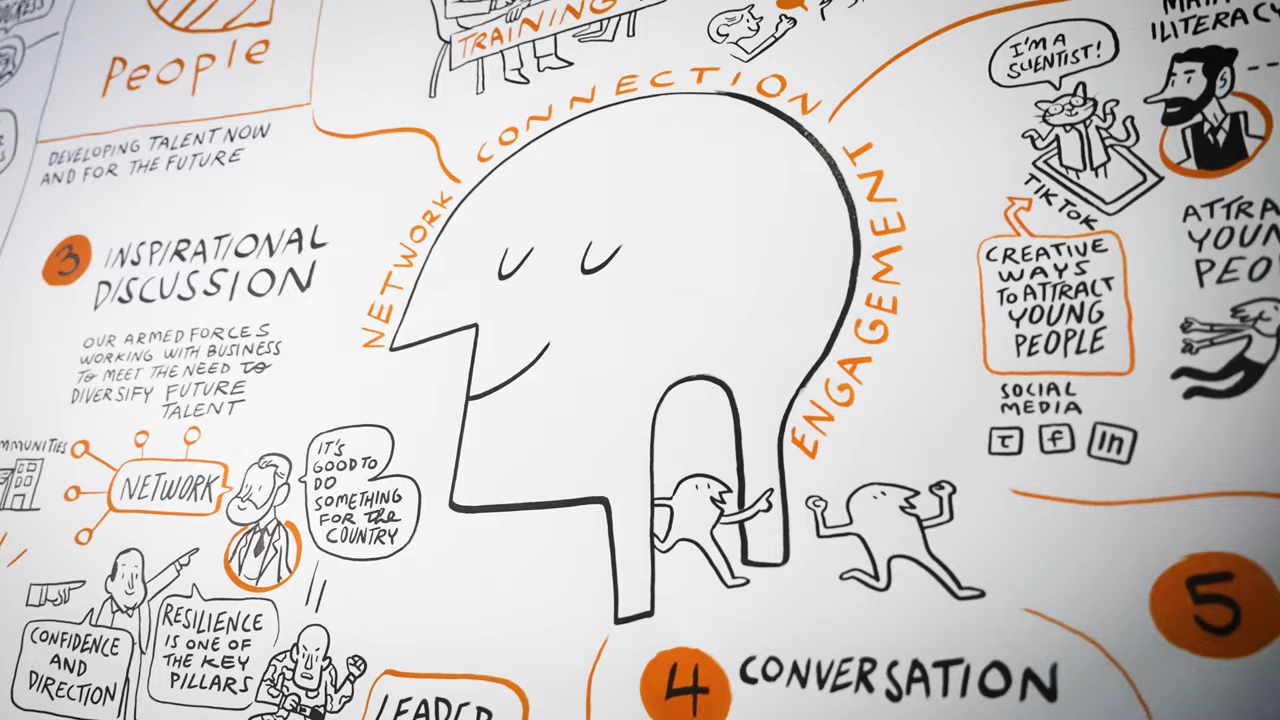 TRAINING
People
DEVELOPING TALENT NOW
AND FOR THE FUTURE
3 INSPIRATIONAL
DISCUSSION
OUR ARMED FORCES
WORKING WITH BUSINESS
TO MEET THE NEED TO
DIVERSIFY FUTURE
TALENT
NETWORK
IT'S
GOOD TO
DO
SOMETHING
FOR the
COUNTRY
CONFIDENCE
AND
DIRECTION
RESILIENCE
IS ONE OF
THE KEY
PILLARS
LEADER
NETWORK CONNECTION ENGAGEMENT
4 CONVERSATION
I'M A
SCIENTIST!
TIKTOK
CREATIVE
WAYS
TO ATTRACT
YOUNG
PEOPLE
SOCIAL
MEDIA
f in
ILITERACY
5